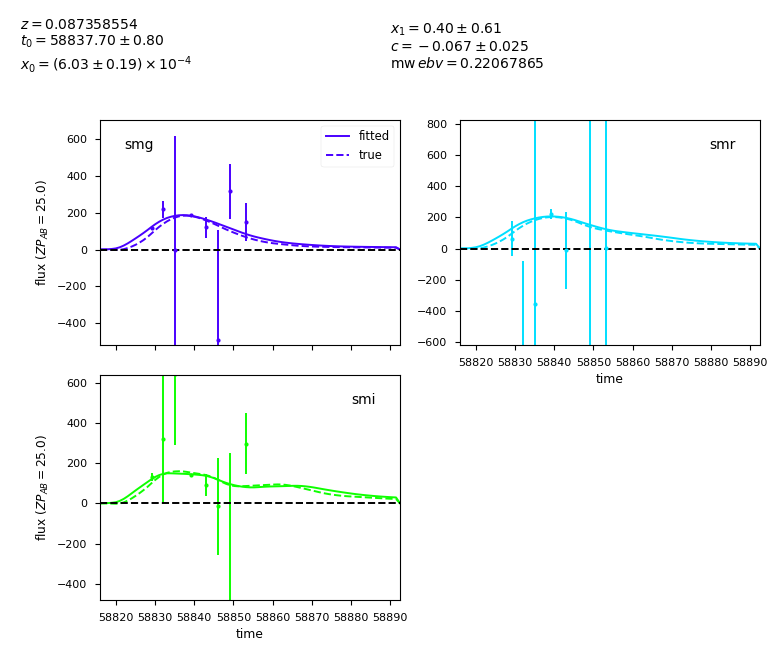 z = 0.087358554
t0 = 58837.70 ± 0.80
x0 = (6.03 ± 0.19) × 10^−4
x1 = 0.40 ± 0.61
c = −0.067 ± 0.025
mw ebv = 0.22067865
smg
fitted
true
600
400
200
0
−200
−400
flux (ZP_AB = 25.0)
smr
800
600
400
200
0
−200
−400
−600
58820 58830 58840 58850 58860 58870 58880 58890
time
smi
600
400
200
0
−200
−400
flux (ZP_AB = 25.0)
58820 58830 58840 58850 58860 58870 58880 58890
time